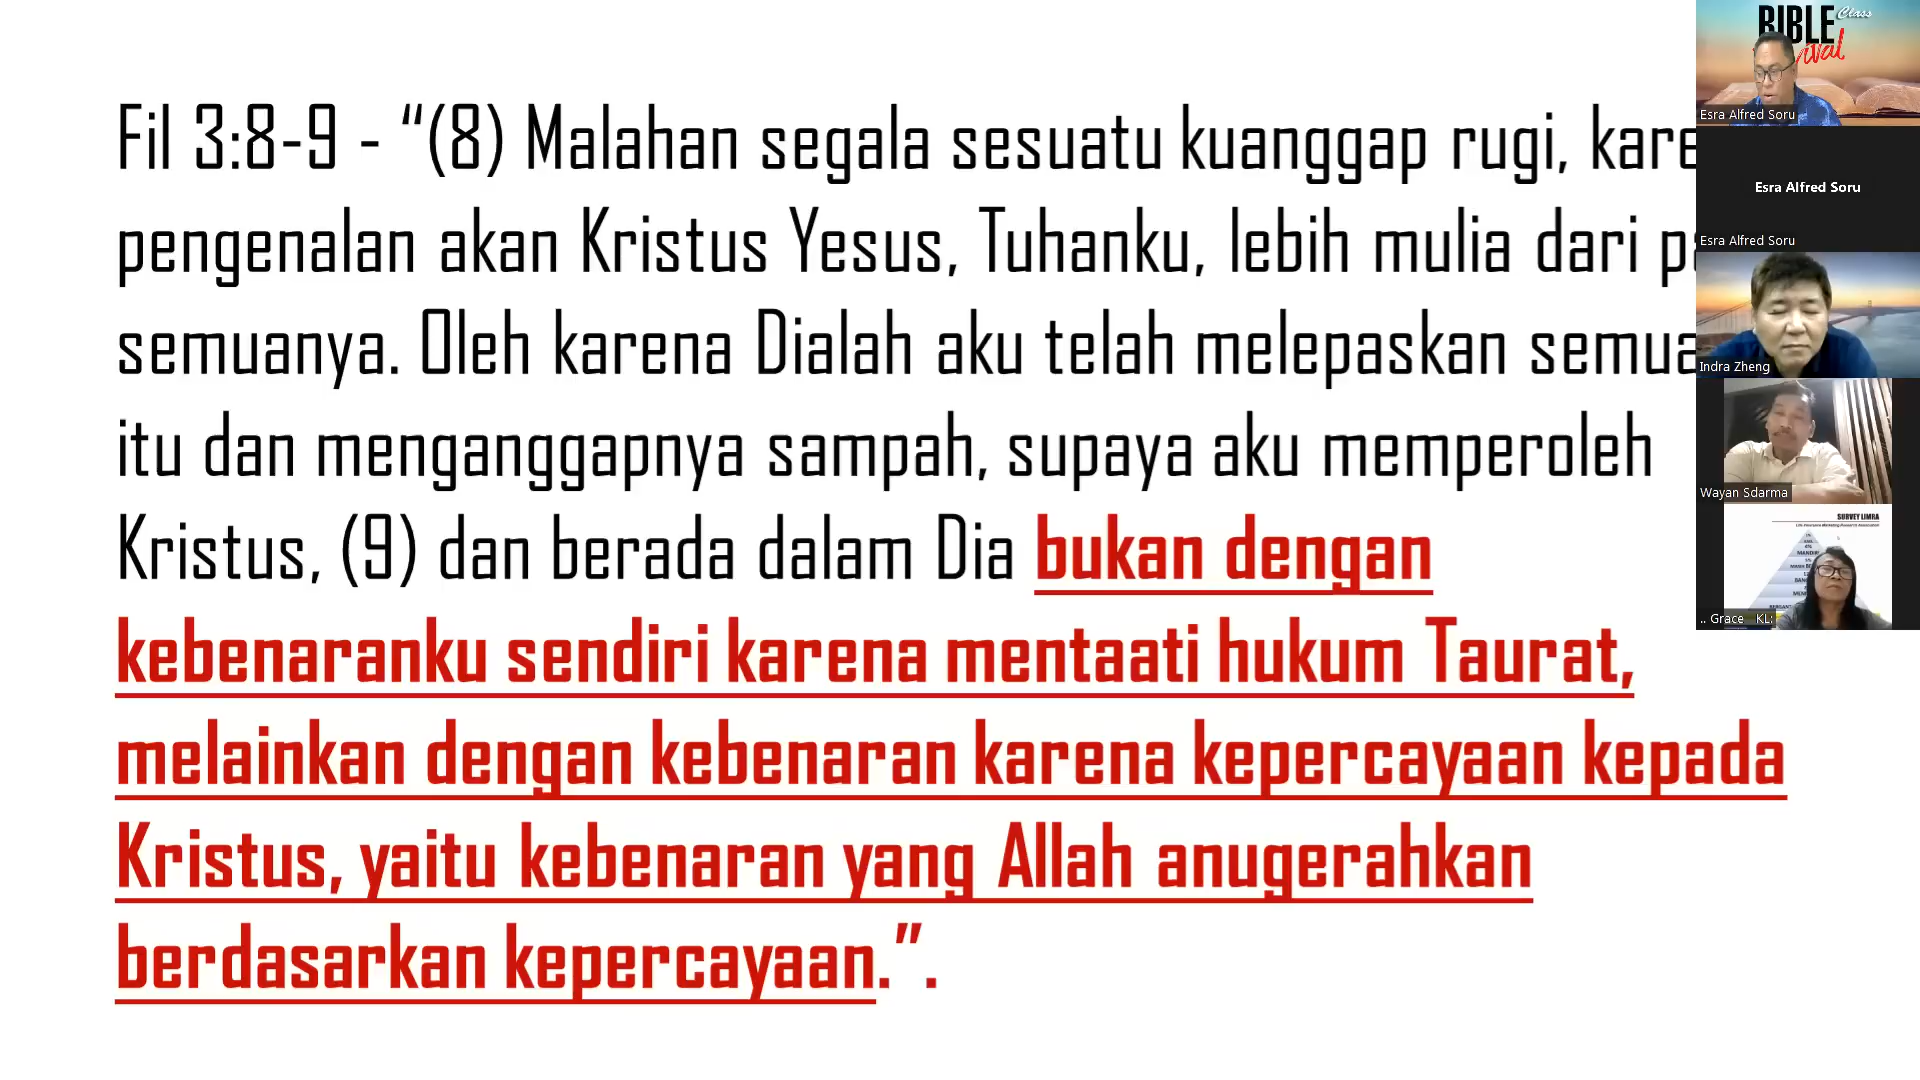 Fil 3:8-9 - “(8) Malahan segala sesuatu kuanggap rugi,
pengenalan akan Kristus Yesus, Tuhanku, lebih mulia dari
semuanya. Oleh karena Dialah aku telah melepaskan semua
itu dan menganggapnya sampah, supaya aku memperoleh
Kristus, (9) dan berada dalam Dia bukan dengan
kebenaranku sendiri karena mentaati hukum Taurat,
melainkan dengan kebenaran karena kepercayaan kepada
Kristus, yaitu kebenaran yang Allah anugerahkan
berdasarkan kepercayaan.”.
BIBLE Class
Esra Alfred Soru
Esra Alfred Soru
Esra Alfred Soru
Indra Zheng
Wayan Sdarma
SURVEY LIMRA
.. Grace KL: